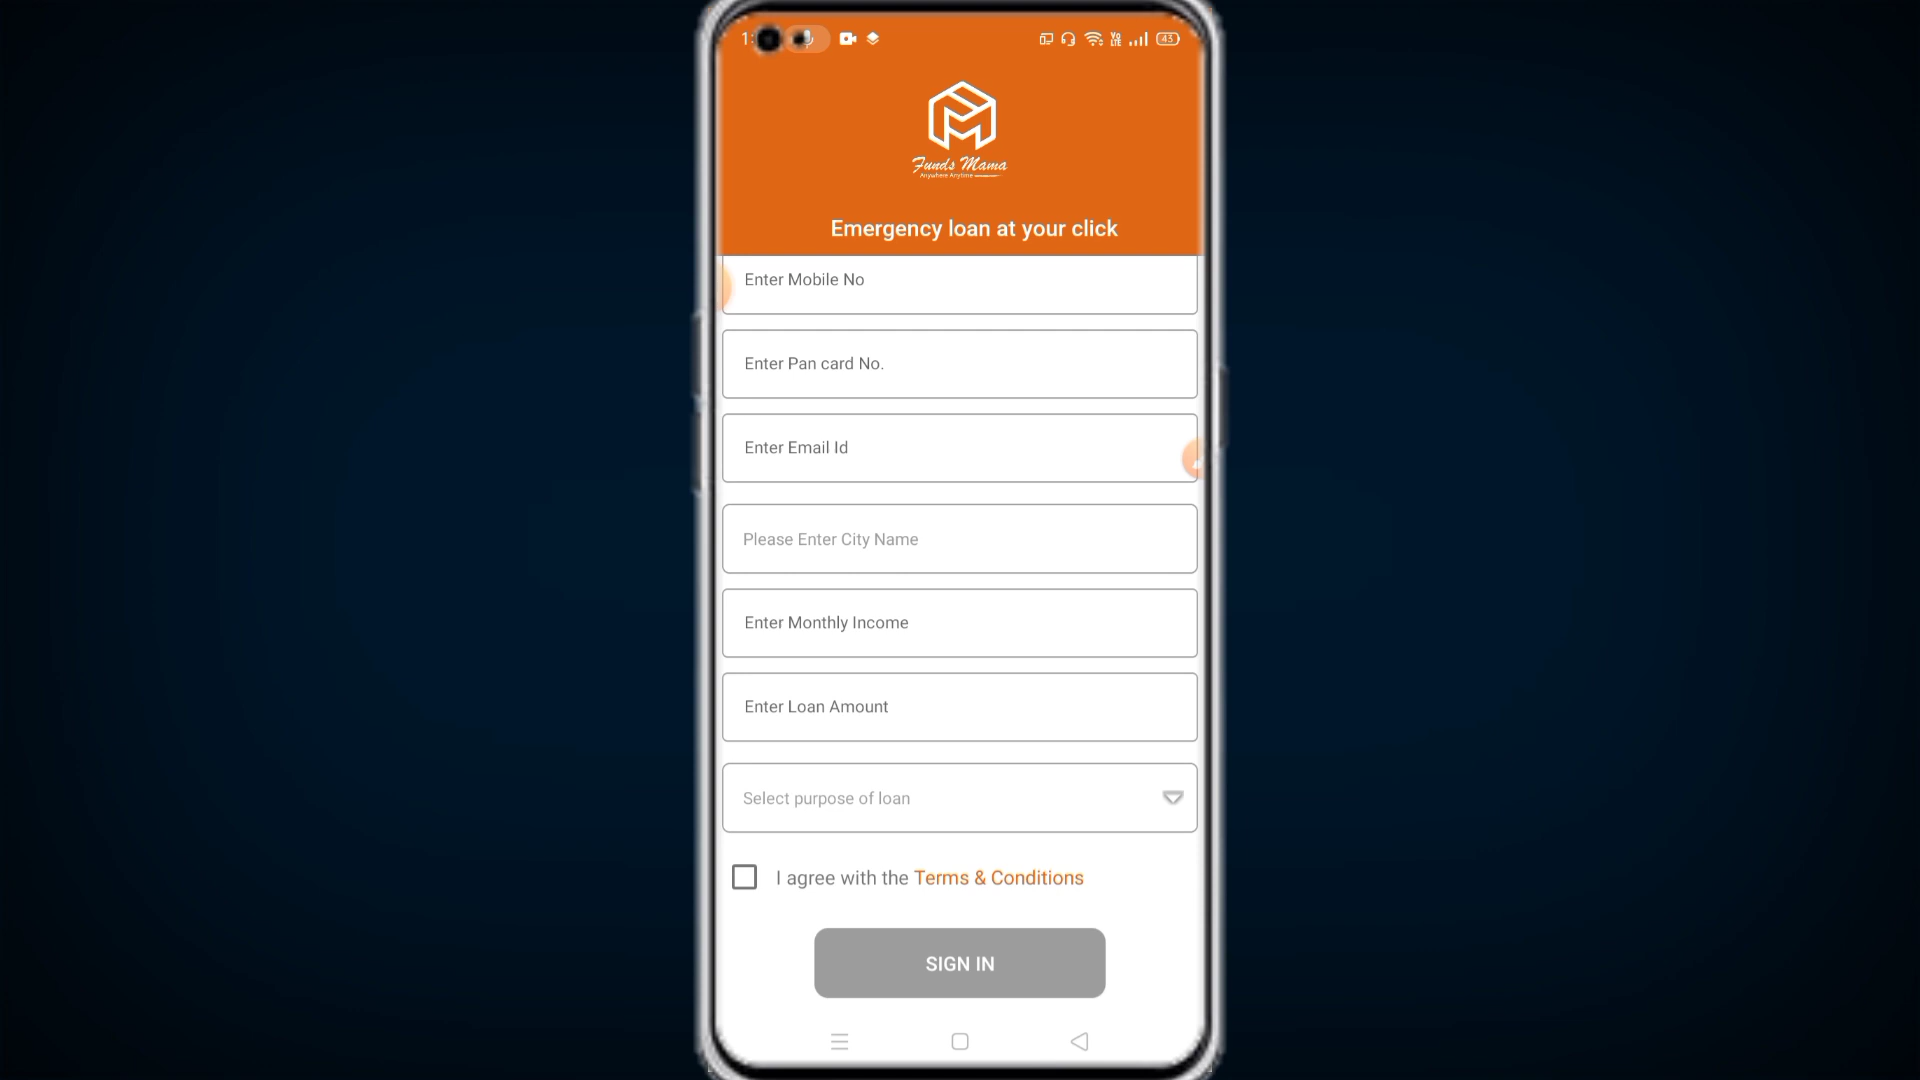 43
Funds Mama
Anywhere Anytime
Emergency loan at your click
Enter Mobile No
Enter Pan card No.
Enter Email Id
Please Enter City Name
Enter Monthly Income
Enter Loan Amount
Select purpose of loan
I agree with the Terms & Conditions
SIGN IN